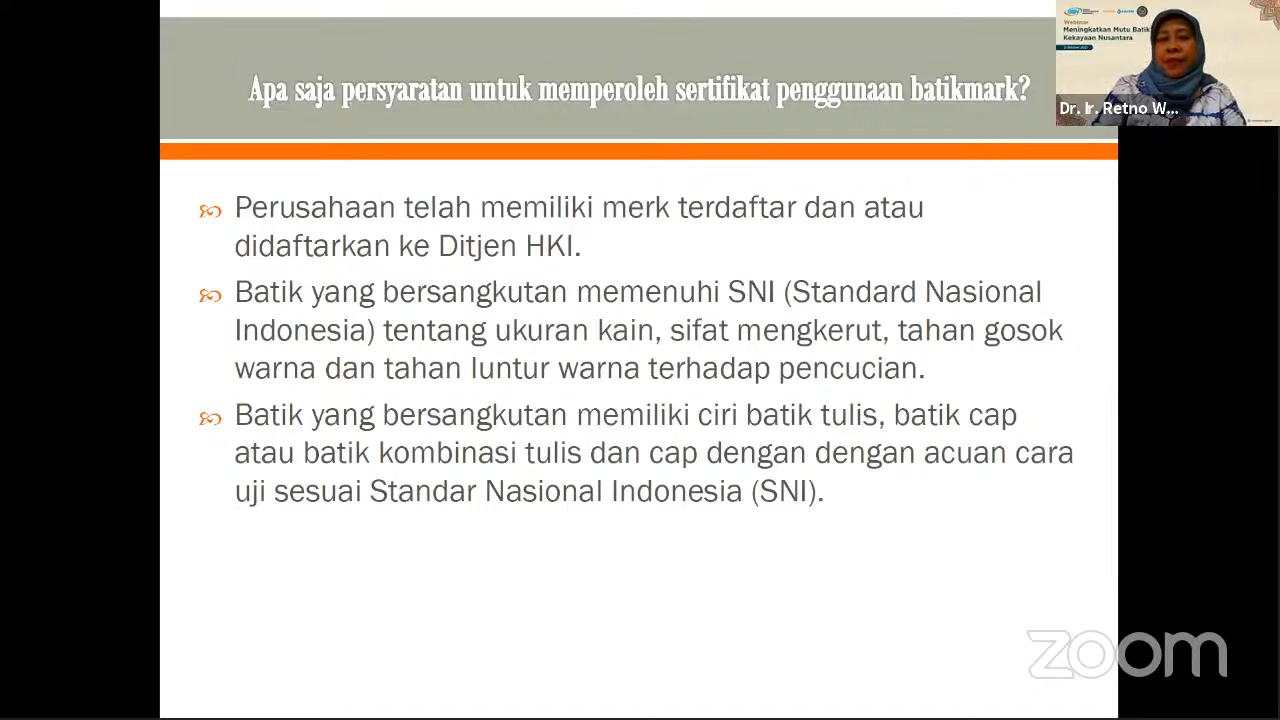 Apa saja persyaratan untuk memperoleh sertifikat penggunaan batikmark?
Webinar
Meningkatkan Mutu Batik
Kekayaan Nusantara
Dr. Ir. Retno W...
Perusahaan telah memiliki merk terdaftar dan atau
didaftarkan ke Ditjen HKI.
Batik yang bersangkutan memenuhi SNI (Standard Nasional
Indonesia) tentang ukuran kain, sifat mengkerut, tahan gosok
warna dan tahan luntur warna terhadap pencucian.
Batik yang bersangkutan memiliki ciri batik tulis, batik cap
atau batik kombinasi tulis dan cap dengan dengan acuan cara
uji sesuai Standar Nasional Indonesia (SNI).
zoom